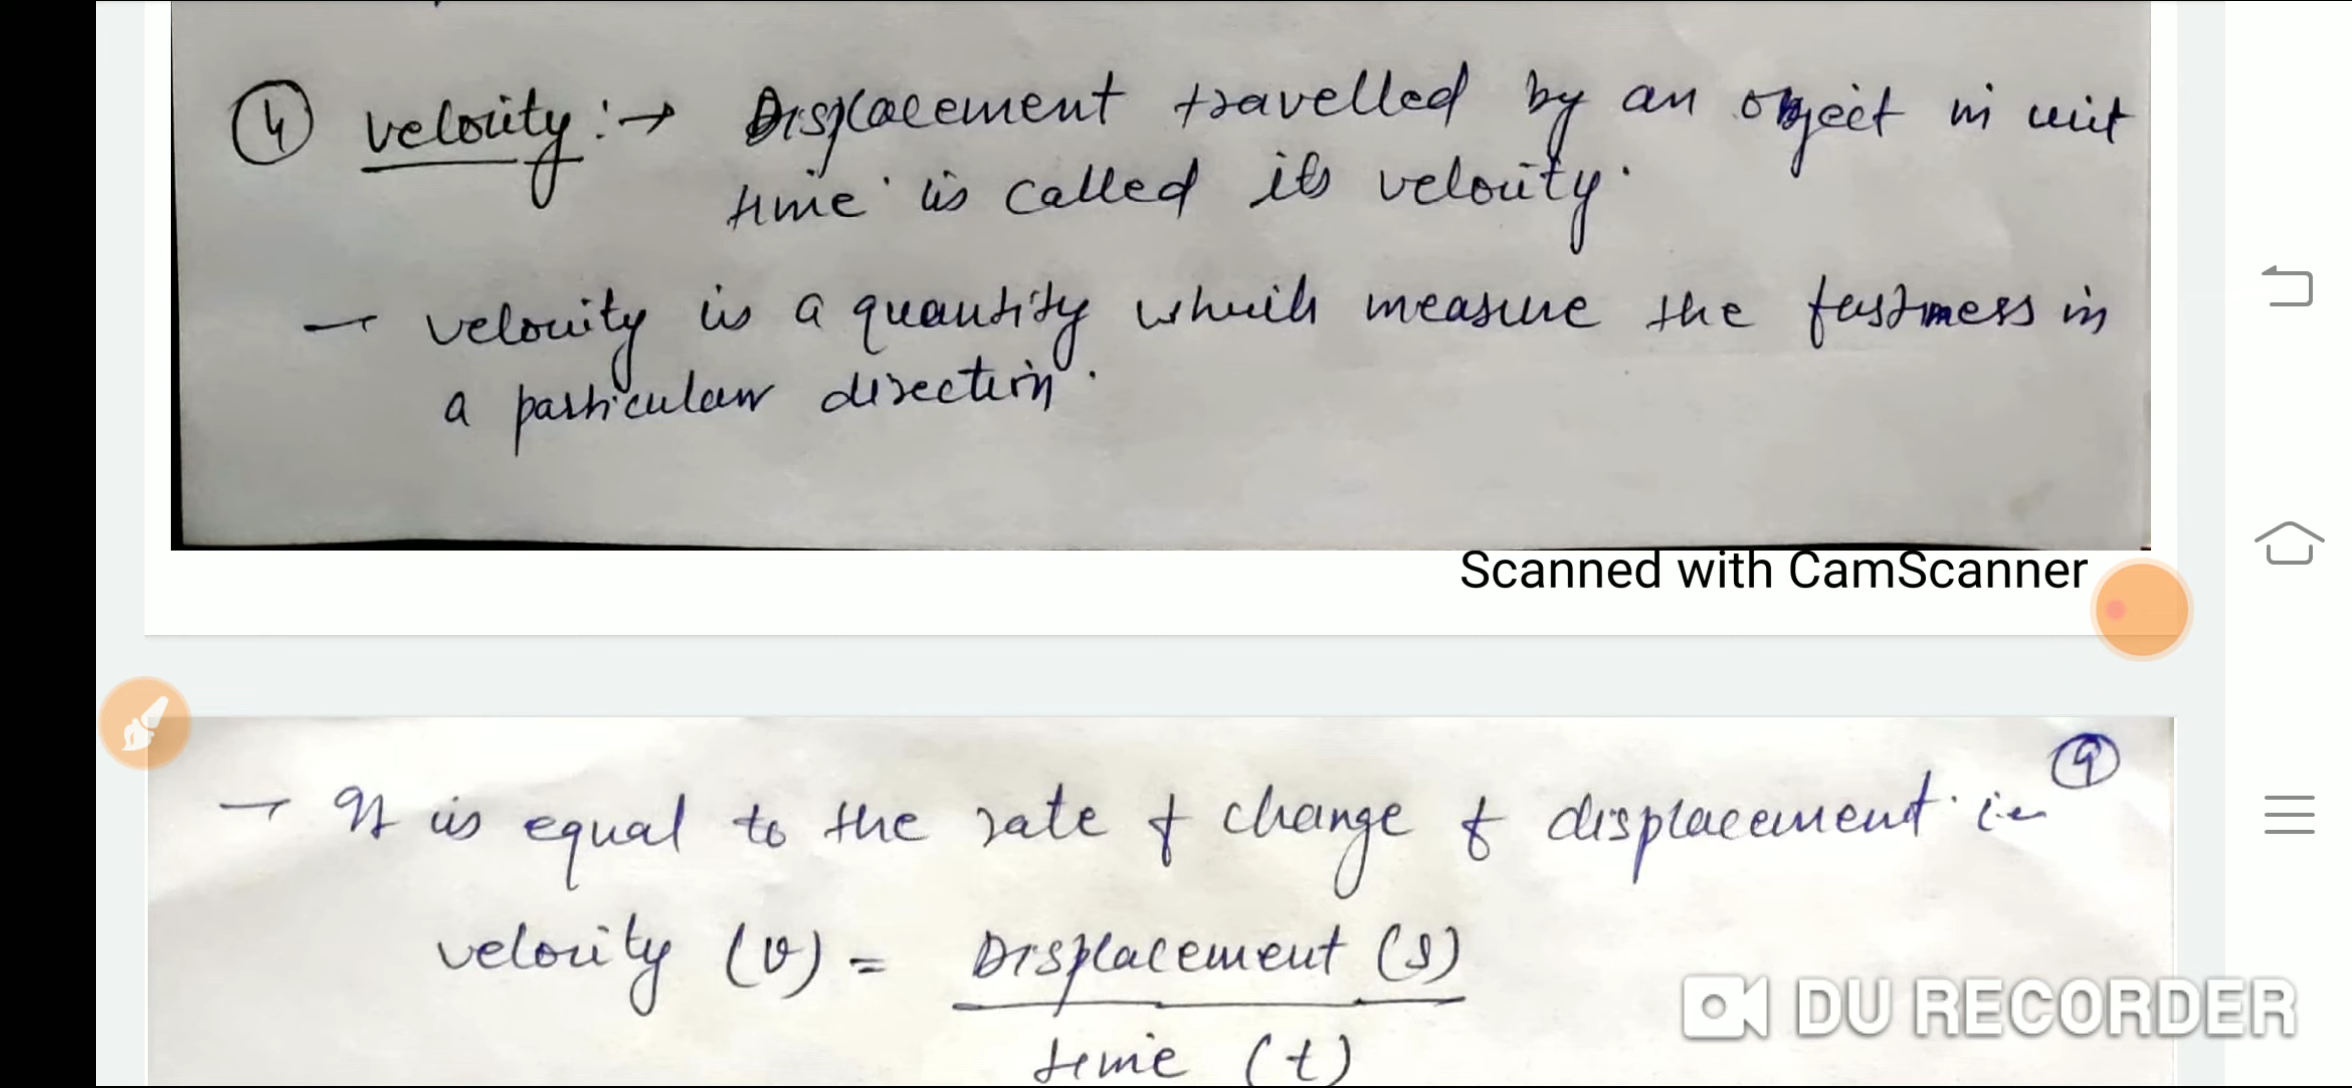 ④ velocity :→ Displacement travelled by an object in unit
time is called its velocity.
— velocity is a quantity which measure the fastness in
a particular direction.
Scanned with CamScanner
⑨
— It is equal to the rate of change of displacement. i.e
velocity (v) = Displacement (s)
time (t)
DU RECORDER